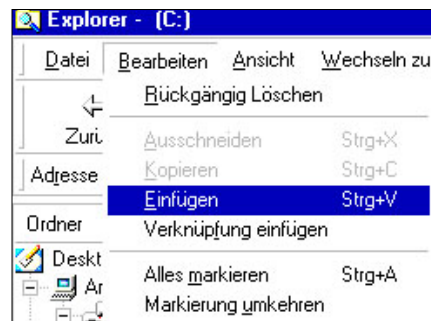 Explorer - (C:)
Datei Bearbeiten Ansicht Wechseln zu
Rückgängig Löschen
Zurü
Ausschneiden Strg+X
Adresse Kopieren Strg+C
Einfügen Strg+V
Ordner Verknüpfung einfügen
Deskt
Alles markieren Strg+A
Ar
Markierung umkehren